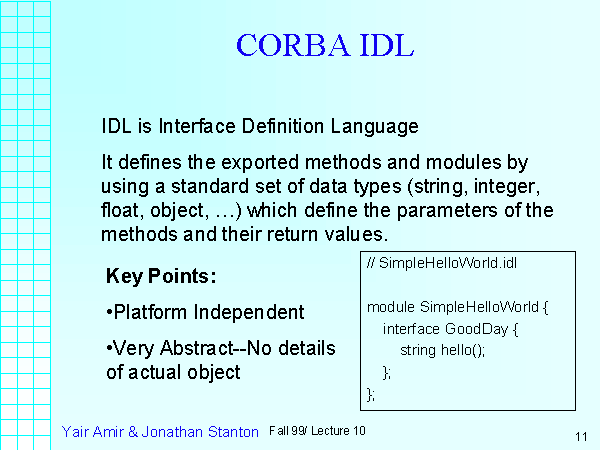 CORBA IDL
IDL is Interface Definition Language
It defines the exported methods and modules by
using a standard set of data types (string, integer,
float, object, …) which define the parameters of the
methods and their return values.
Key Points:
•Platform Independent
•Very Abstract--No details
of actual object
// SimpleHelloWorld.idl
module SimpleHelloWorld {
interface GoodDay {
string hello();
};
};
Yair Amir & Jonathan Stanton Fall 99/ Lecture 10
11